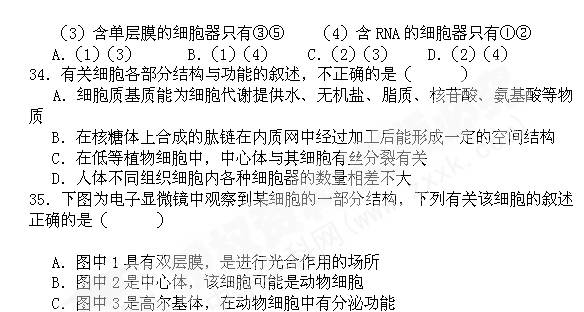 (3) 含单层膜的细胞器只有③⑤   (4) 含 RNA 的细胞器只有①②
A. (1) (3)   B. (1) (4)   C. (2) (3)   D. (2) (4)
34. 有关细胞各部分结构与功能的叙述，不正确的是（   ）
A. 细胞质基质能为细胞代谢提供水、无机盐、脂质、核苷酸、氨基酸等物
质
B. 在核糖体上合成的肽链在内质网中经过加工后能形成一定的空间结构
C. 在低等植物细胞中，中心体与其细胞有丝分裂有关
D. 人体不同组织细胞内各种细胞器的数量相差不大
35. 下图为电子显微镜中观察到某细胞的一部分结构，下列有关该细胞的叙述
正确的是（   ）
A. 图中 1 具有双层膜，是进行光合作用的场所
B. 图中 2 是中心体，该细胞可能是动物细胞
C. 图中 3 是高尔基体，在动物细胞中有分泌功能